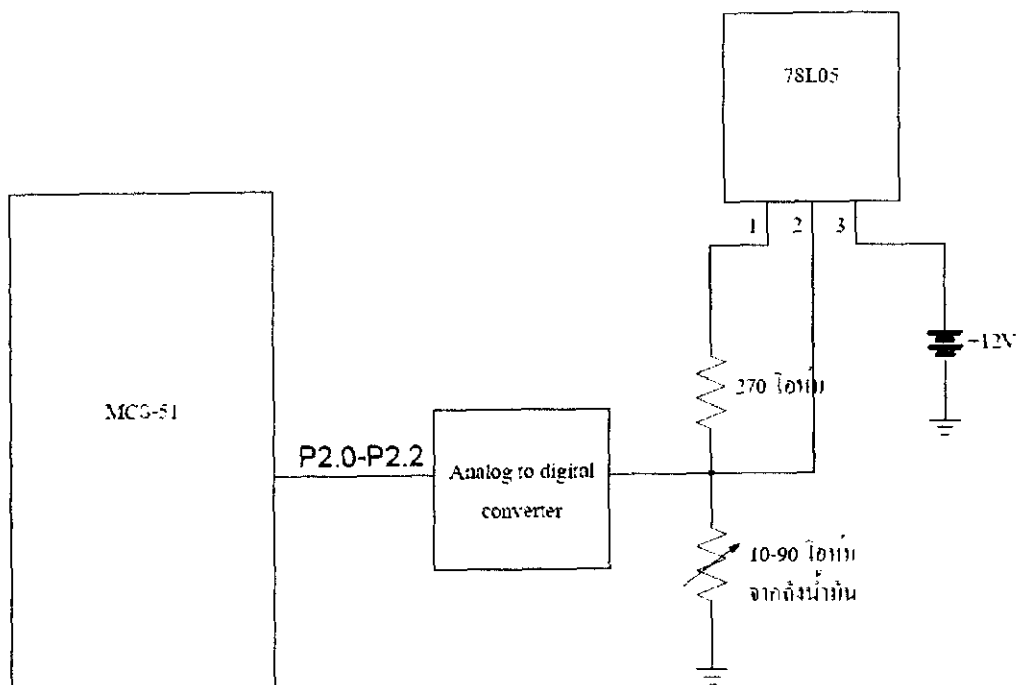 78L05
1 2 3
+12V
270 โอห์ม
MCS-51
P2.0-P2.2
Analog to digital
converter
10-90 โอห์ม
จากถังน้ำมัน